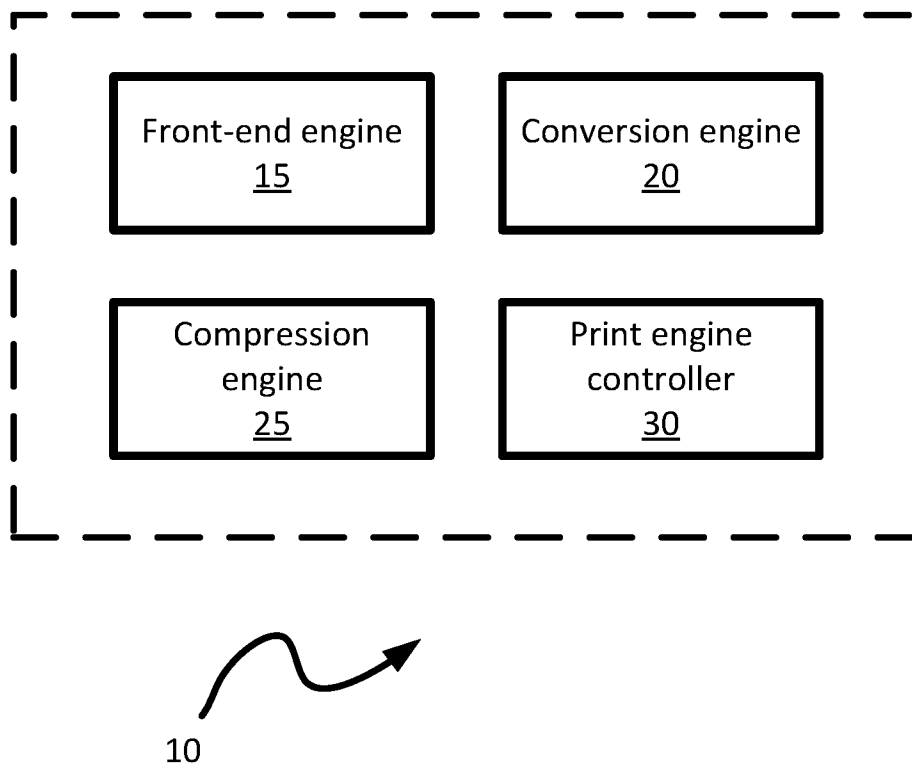 Front-end engine
15
Conversion engine
20
Compression
engine
25
Print engine
controller
30
10